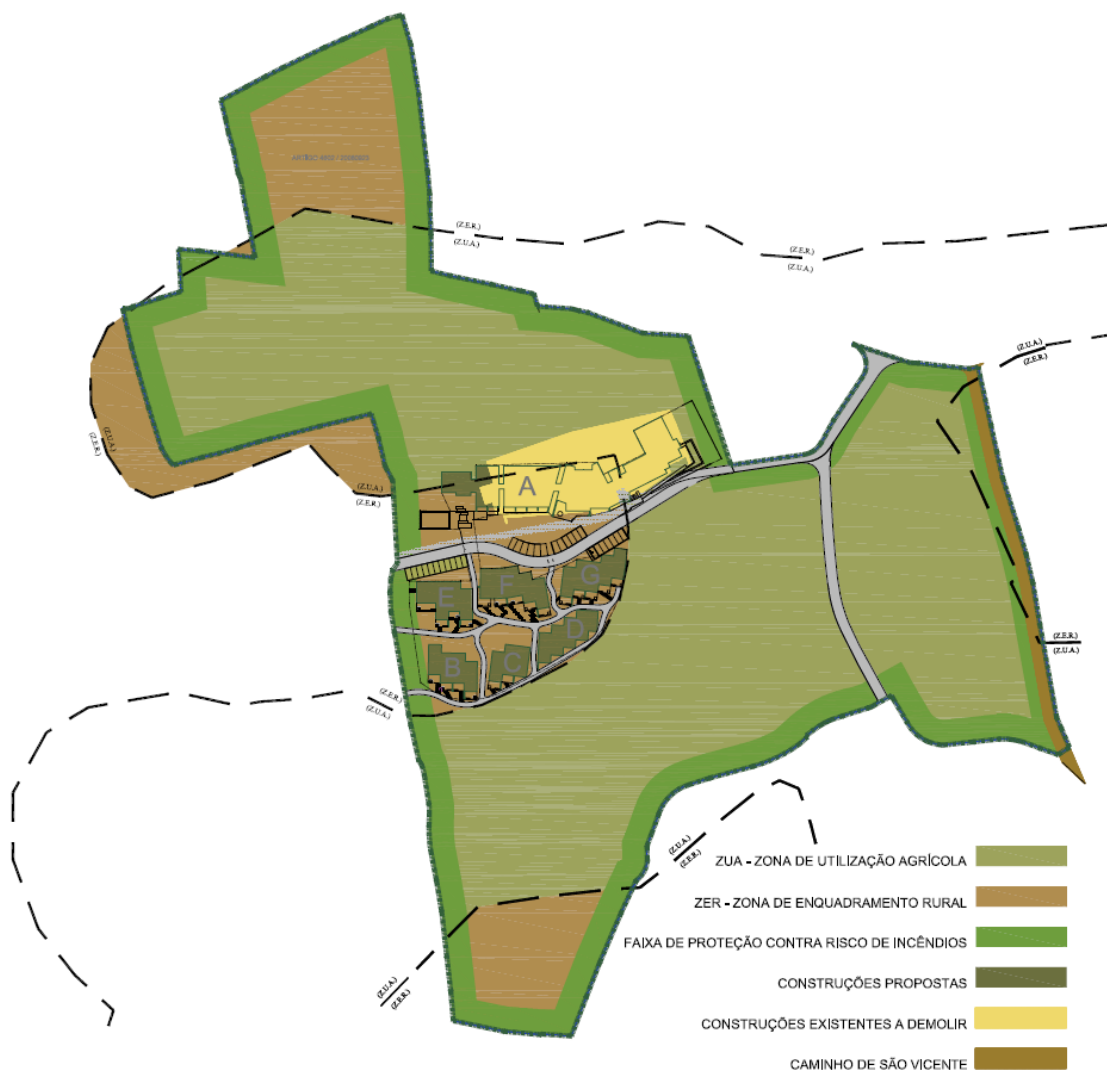 (Z.E.R.)
(Z.U.A.)
(Z.E.R.)
(Z.U.A.)
(Z.U.A.)
(Z.E.R.)
(Z.U.A.)
(Z.E.R.)
(Z.U.A.)
(Z.E.R.)
A
E
F
G
B
C
D
(Z.E.R.)
(Z.U.A.)
(Z.E.R.)
(Z.U.A.)
(Z.U.A.)
(Z.E.R.)
(Z.U.A.)
(Z.E.R.)
ZUA - ZONA DE UTILIZAÇÃO AGRÍCOLA
ZER - ZONA DE ENQUADRAMENTO RURAL
FAIXA DE PROTEÇÃO CONTRA RISCO DE INCÊNDIOS
CONSTRUÇÕES PROPOSTAS
CONSTRUÇÕES EXISTENTES A DEMOLIR
CAMINHO DE SÃO VICENTE